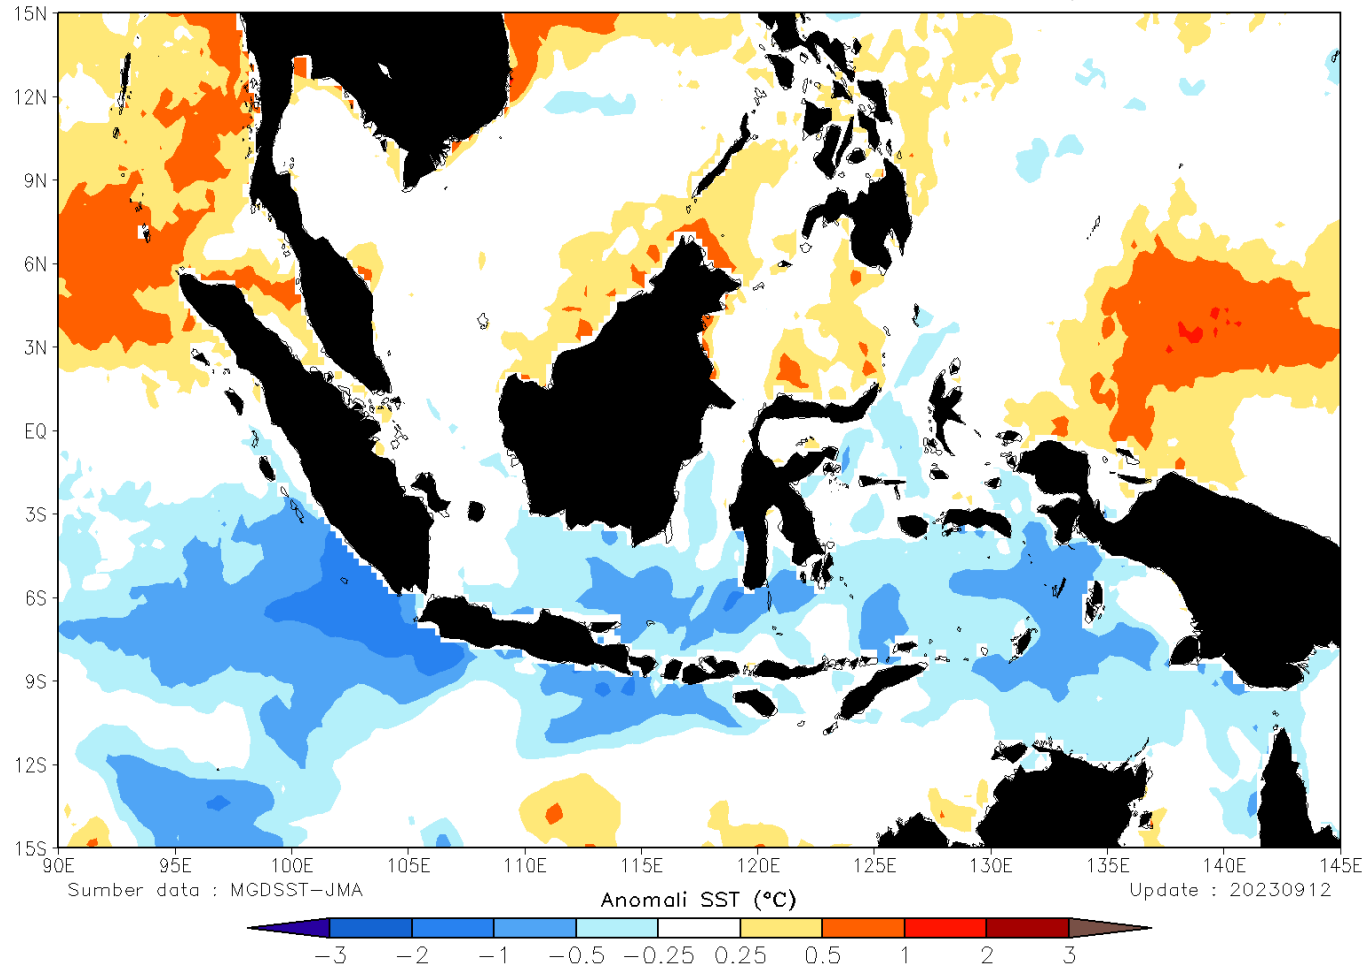 15N
12N
9N
6N
3N
EQ
3S
6S
9S
12S
15S
90E 95E 100E 105E 110E 115E 120E 125E 130E 135E 140E 145E
Sumber data : MGDSST-JMA
Update : 20230912
Anomali SST (°C)
-3 -2 -1 -0.5 -0.25 0.25 0.5 1 2 3